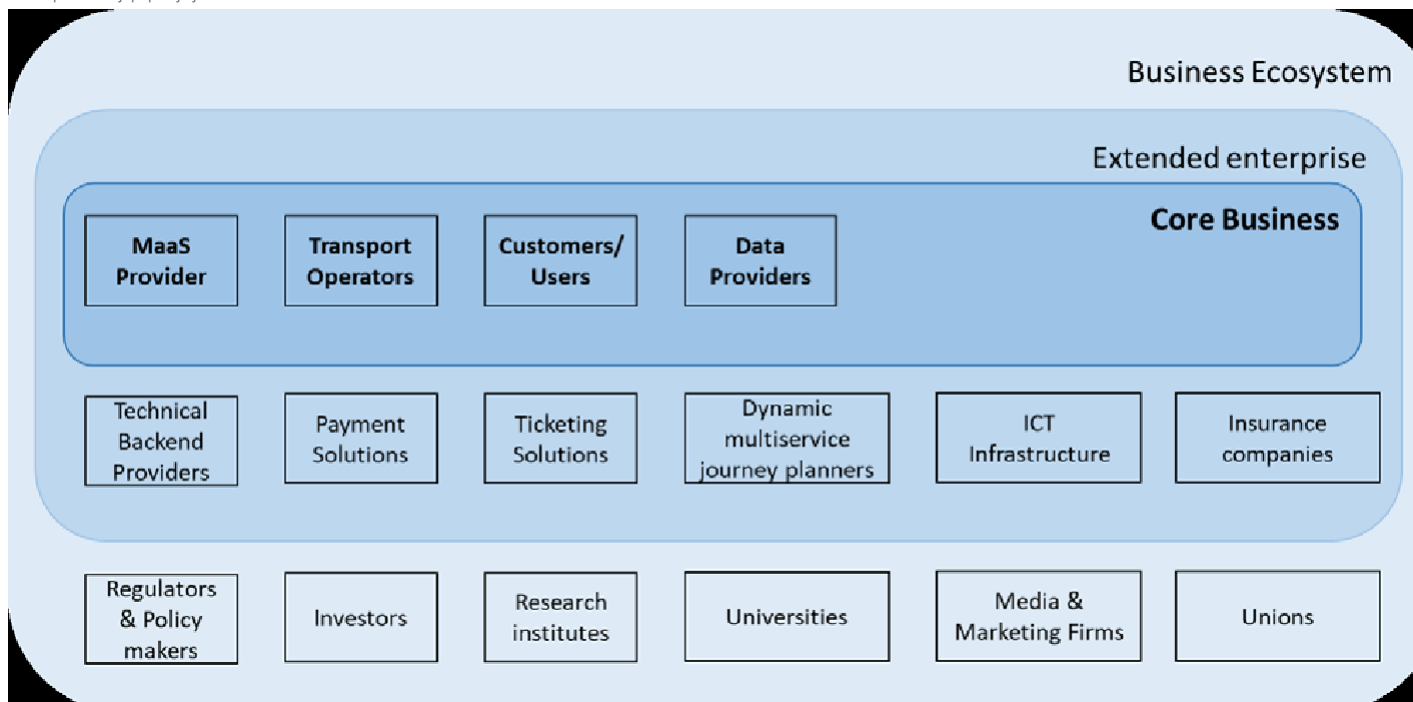 Business Ecosystem
Extended enterprise
Core Business
MaaS
Provider
Transport
Operators
Customers/
Users
Data
Providers
Technical
Backend
Providers
Payment
Solutions
Ticketing
Solutions
Dynamic
multiservice
journey planners
ICT
Infrastructure
Insurance
companies
Regulators
& Policy
makers
Investors
Research
institutes
Universities
Media &
Marketing Firms
Unions